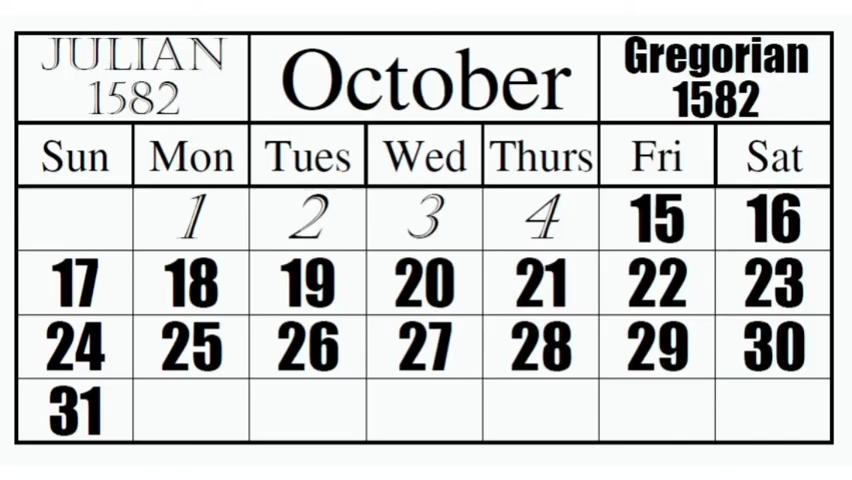 JULIAN 1582 October Gregorian 1582
Sun Mon Tues Wed Thurs Fri Sat
1 2 3 4 15 16
17 18 19 20 21 22 23
24 25 26 27 28 29 30
31